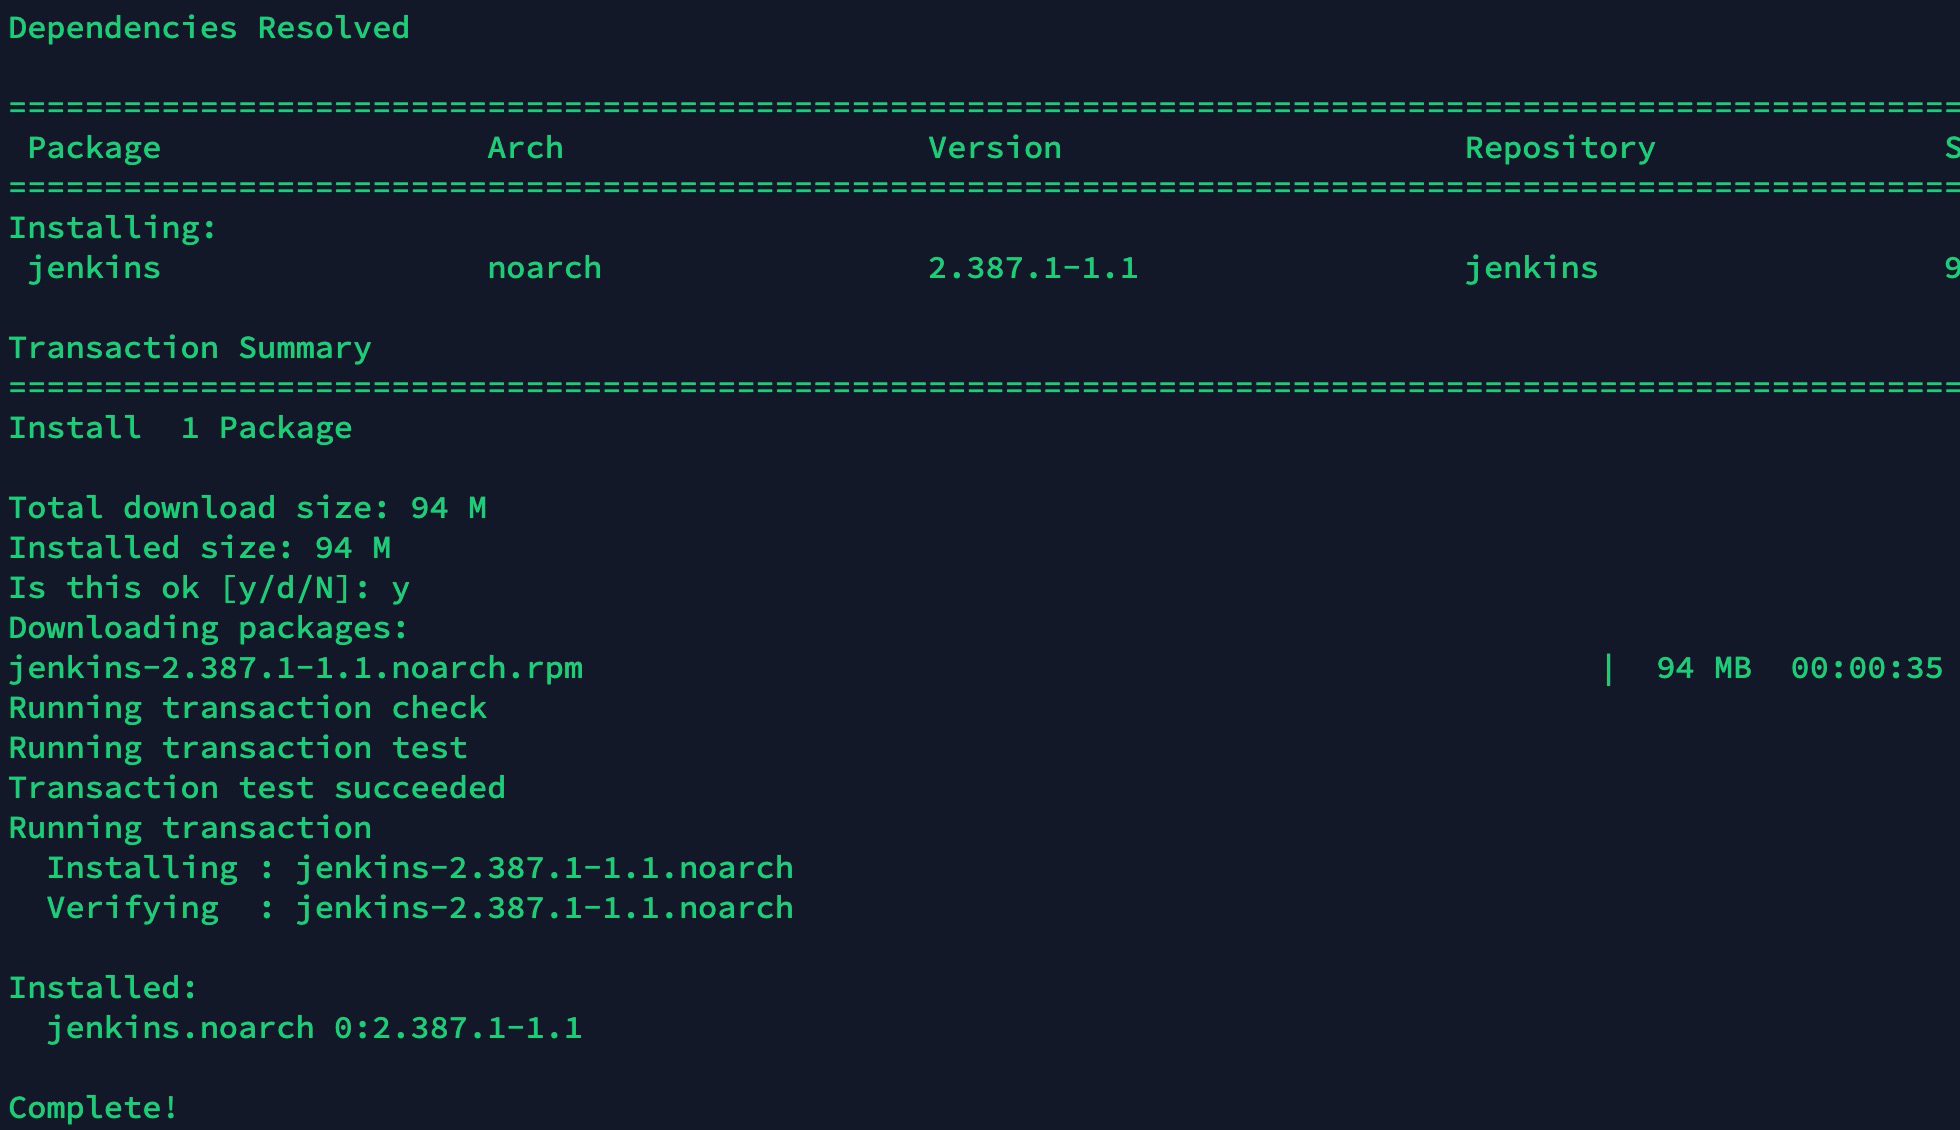 Dependencies Resolved
======================================================================================================
 Package                 Arch                   Version                     Repository               S
======================================================================================================
Installing:
 jenkins                 noarch                 2.387.1-1.1                 jenkins                  9
Transaction Summary
======================================================================================================
Install  1 Package
Total download size: 94 M
Installed size: 94 M
Is this ok [y/d/N]: y
Downloading packages:
jenkins-2.387.1-1.1.noarch.rpm                                                     |  94 MB  00:00:35
Running transaction check
Running transaction test
Transaction test succeeded
Running transaction
  Installing : jenkins-2.387.1-1.1.noarch
  Verifying  : jenkins-2.387.1-1.1.noarch
Installed:
  jenkins.noarch 0:2.387.1-1.1
Complete!